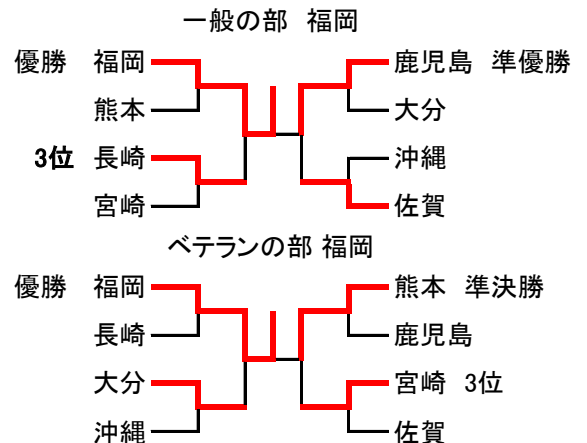 一般の部 福岡
優勝 福岡
鹿児島 準優勝
熊本
大分
3位 長崎
沖縄
宮崎
佐賀
ベテランの部 福岡
優勝 福岡
熊本 準決勝
長崎
鹿児島
大分
宮崎 3位
沖縄
佐賀